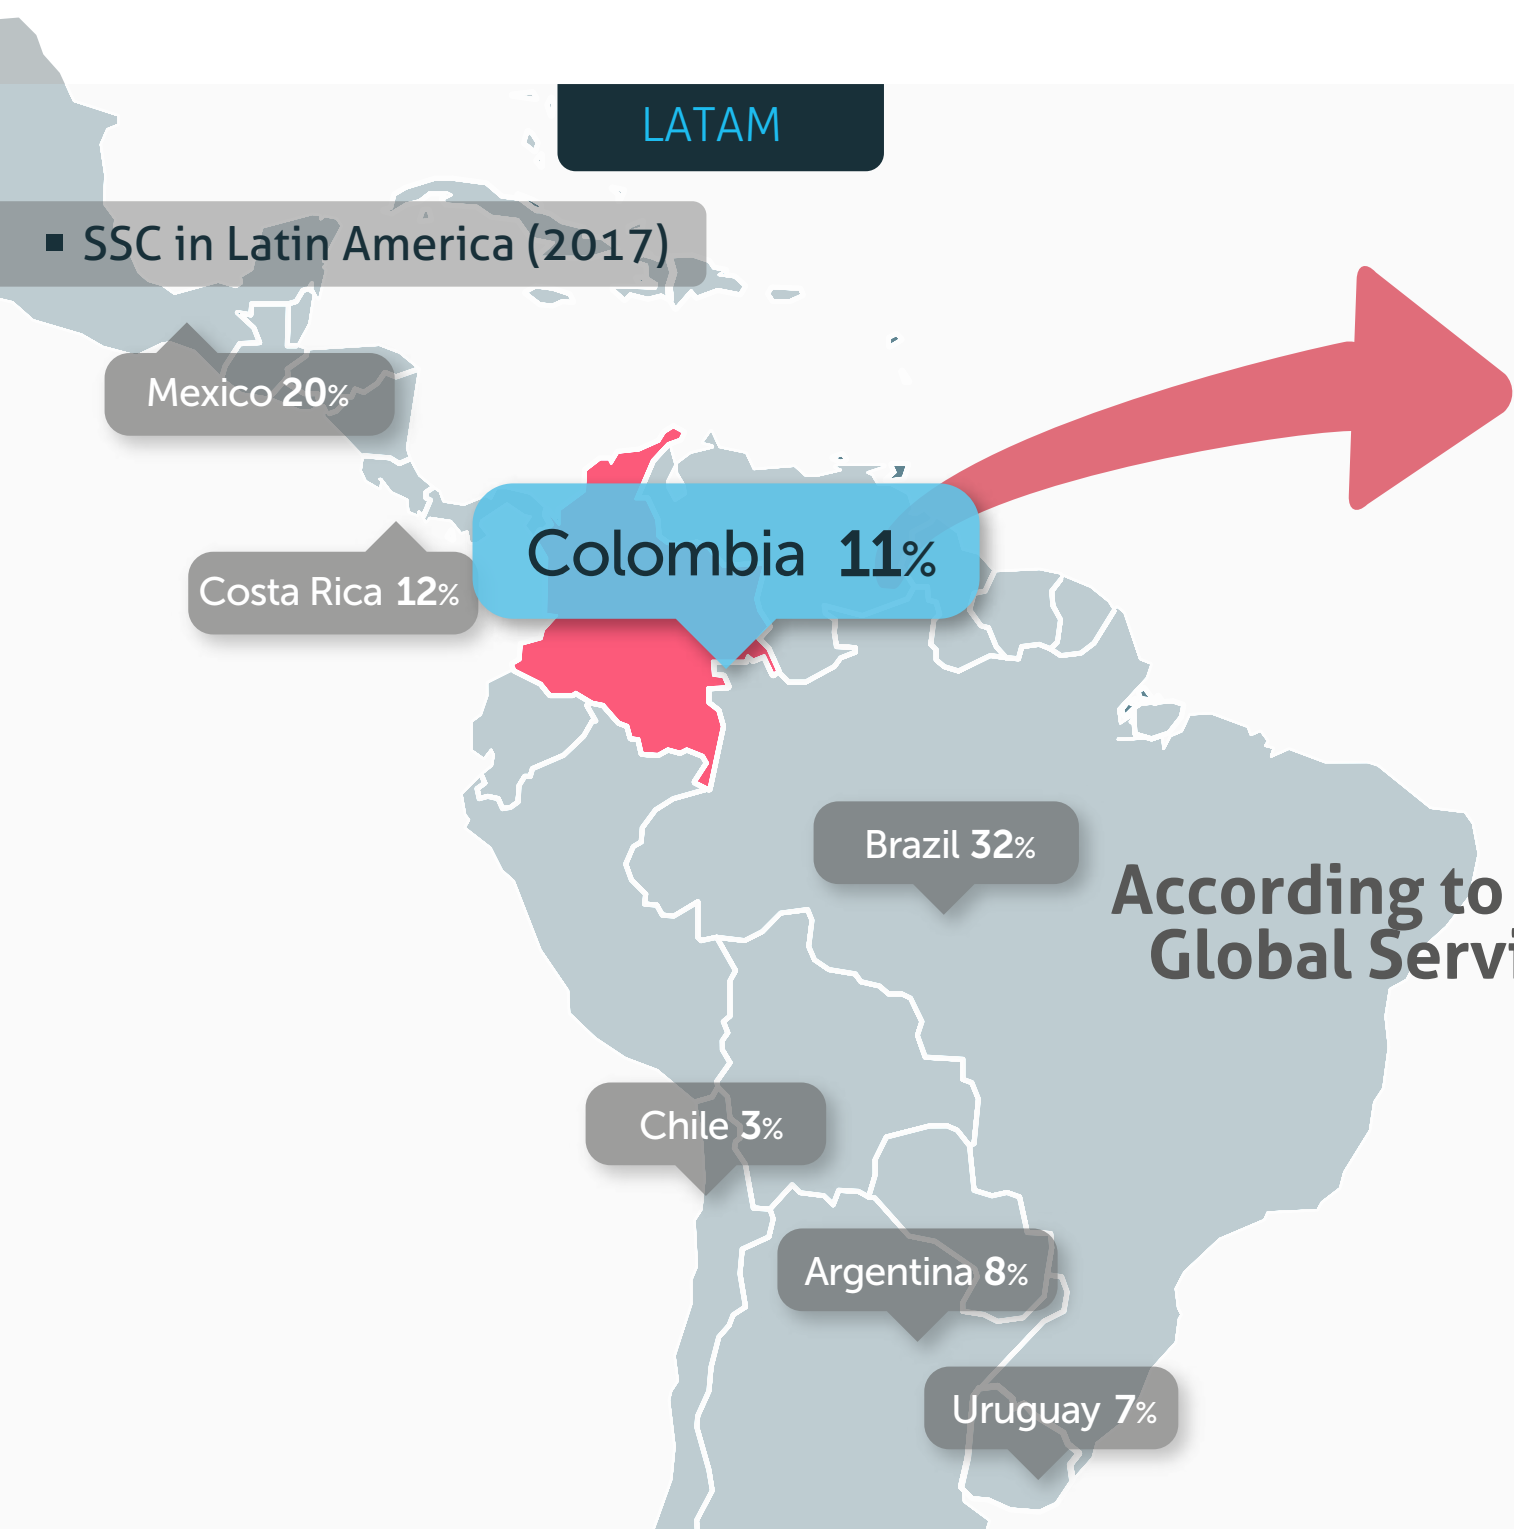 LATAM
▪ SSC in Latin America (2017)
Mexico 20%
Colombia 11%
Costa Rica 12%
Brazil 32%
According to
Global Servi
Chile 3%
Argentina 8%
Uruguay 7%